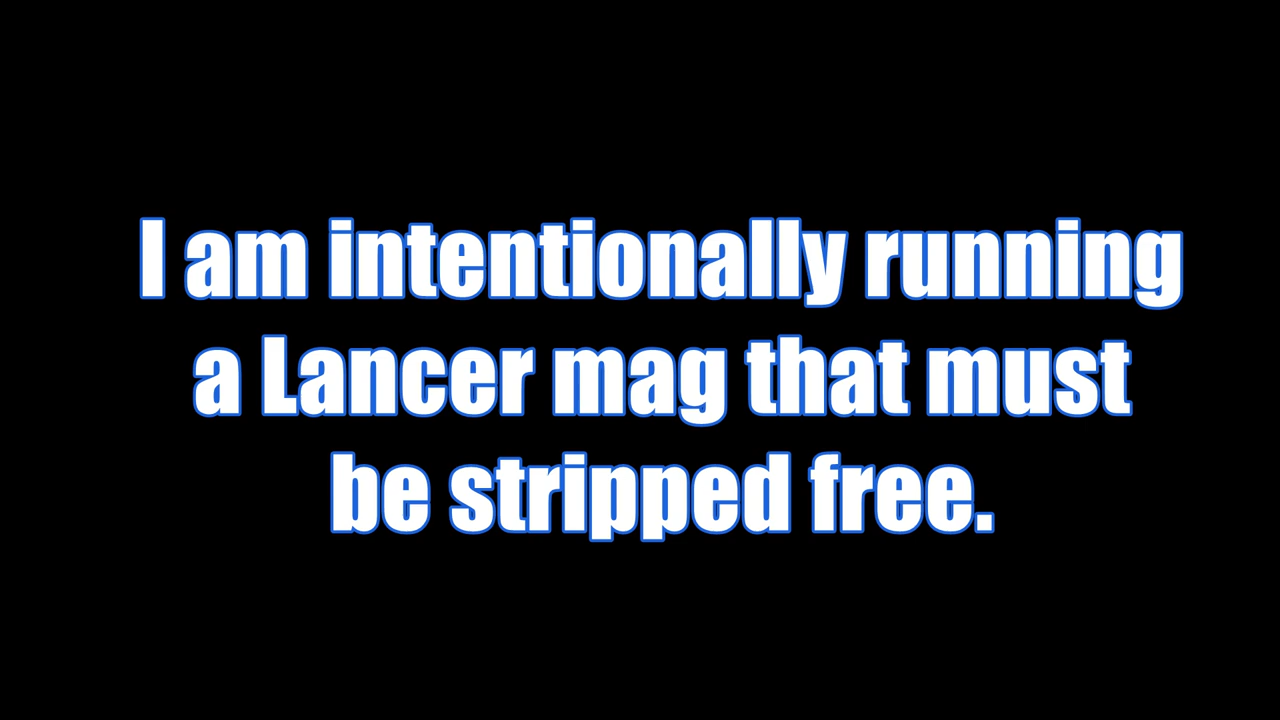 I am intentionally running
a Lancer mag that must
be stripped free.